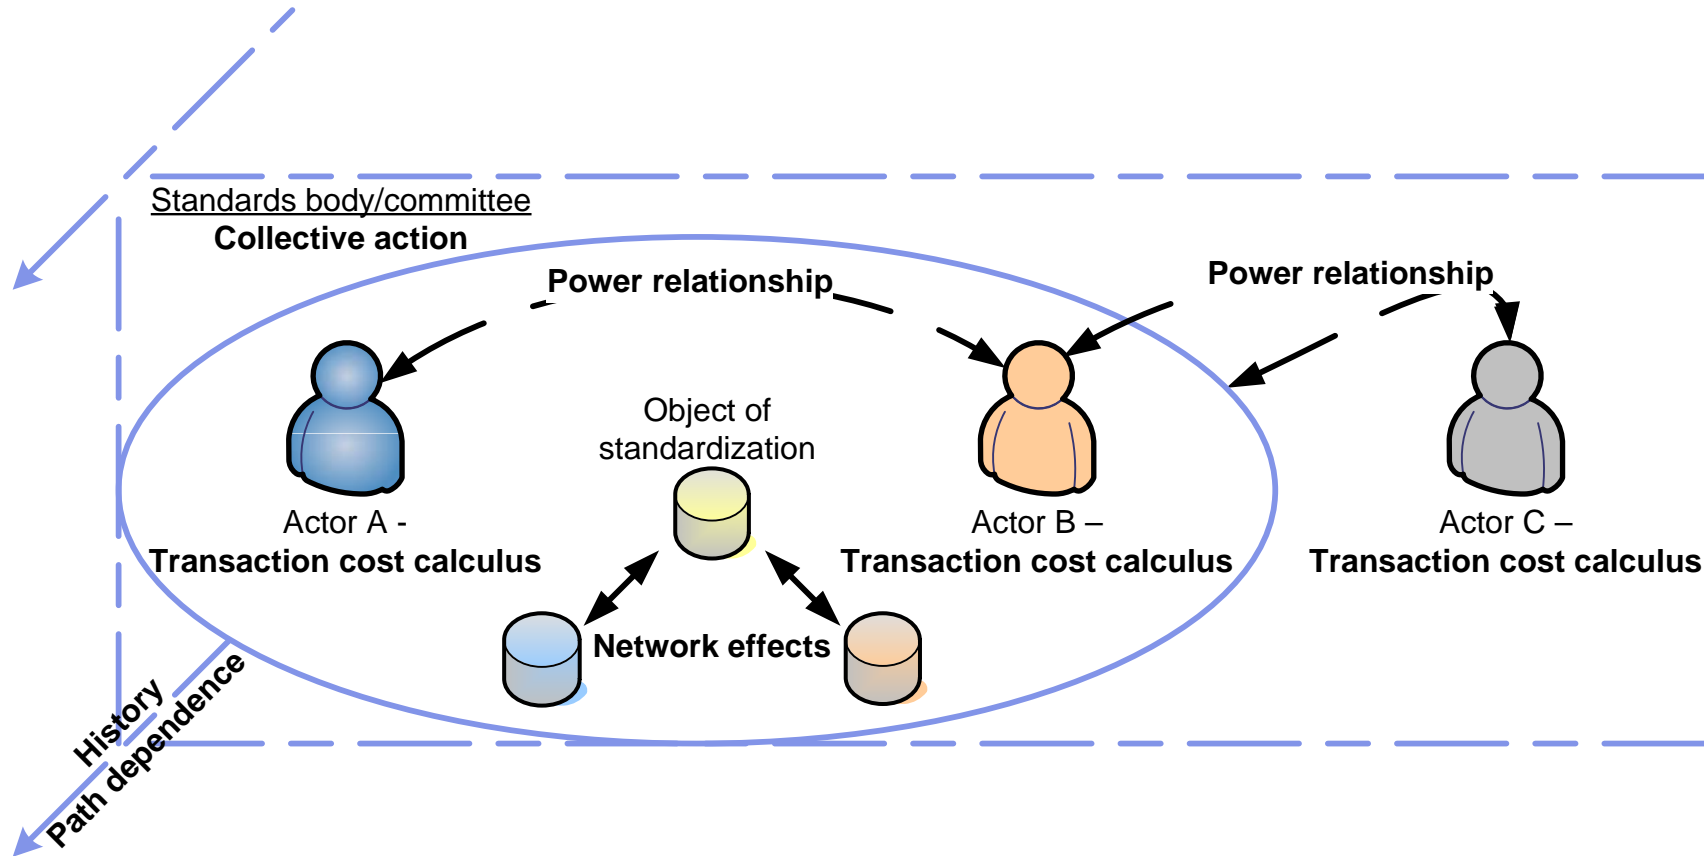 Standards body/committee
Collective action
Power relationship
Power relationship
Object of
standardization
Actor A -
Transaction cost calculus
Actor B –
Transaction cost calculus
Actor C –
Transaction cost calculus
Network effects
History
Path dependence